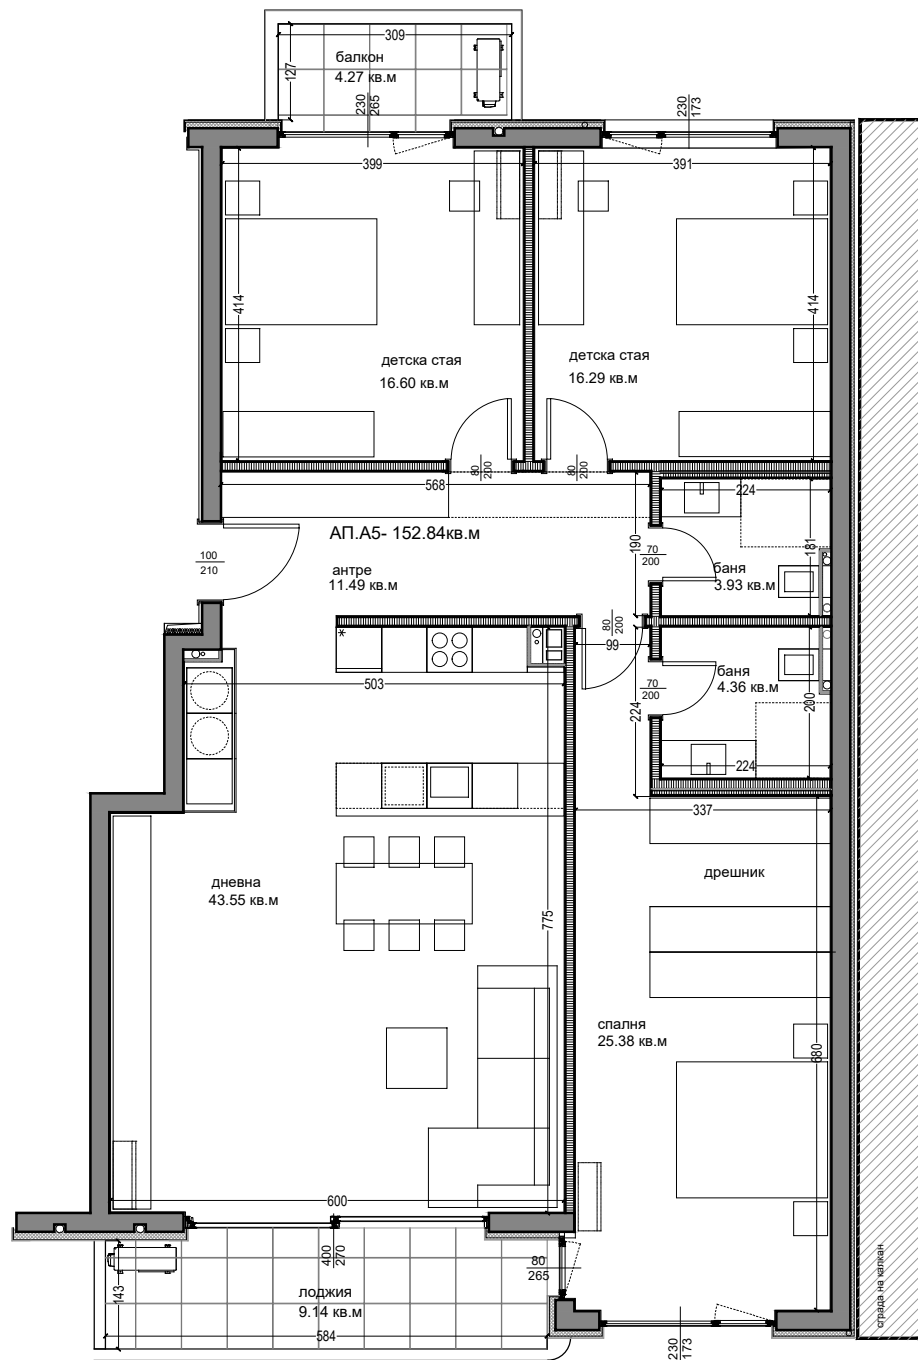 309
балкон
4.27 кв.м
127
230
265
230
173
399
391
414
414
детска стая
16.60 кв.м
детска стая
16.29 кв.м
80
200
80
200
568
224
АП.А5- 152.84кв.м
190
181
100
210
70
200
антре
11.49 кв.м
баня
3.93 кв.м
80
200
*
99
503
70
200
баня
4.36 кв.м
224
200
224
337
дрешник
дневна
43.55 кв.м
775
спалня
25.38 кв.м
680
600
400
270
80
265
143
лоджия
9.14 кв.м
584
230
173
сграда на калкан